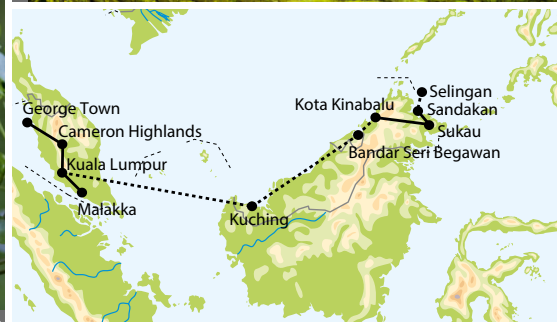 Selingan
Kota Kinabalu
Sandakan
George Town
Sukau
Cameron Highlands
Bandar Seri Begawan
Kuala Lumpur
Malakka
Kuching